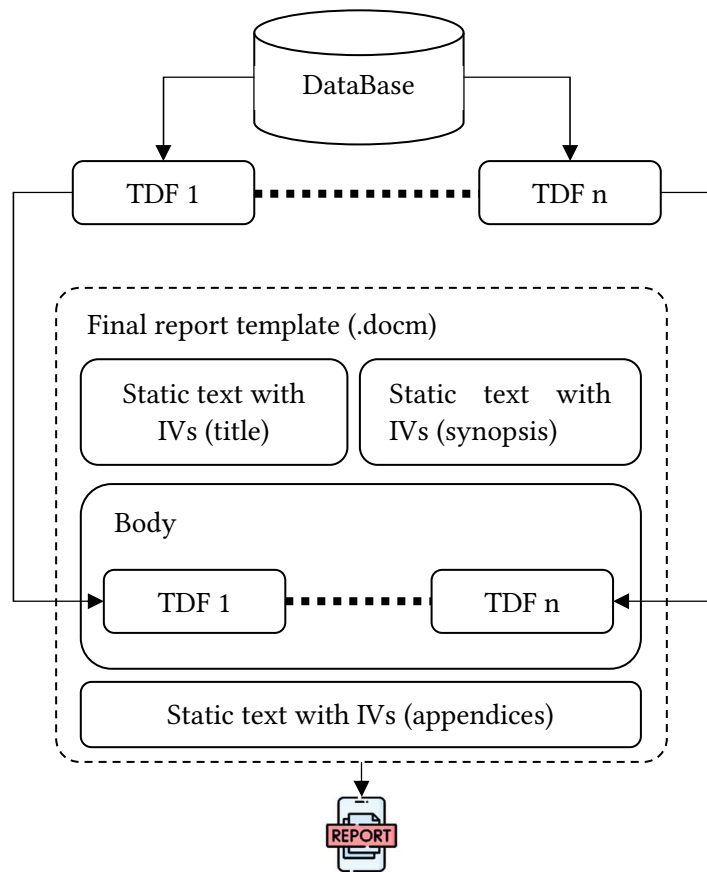 DataBase
TDF 1
TDF n
Final report template (.docm)
Static text with
IVs (title)
Static text with
IVs (synopsis)
Body
TDF 1
TDF n
Static text with IVs (appendices)
REPORT